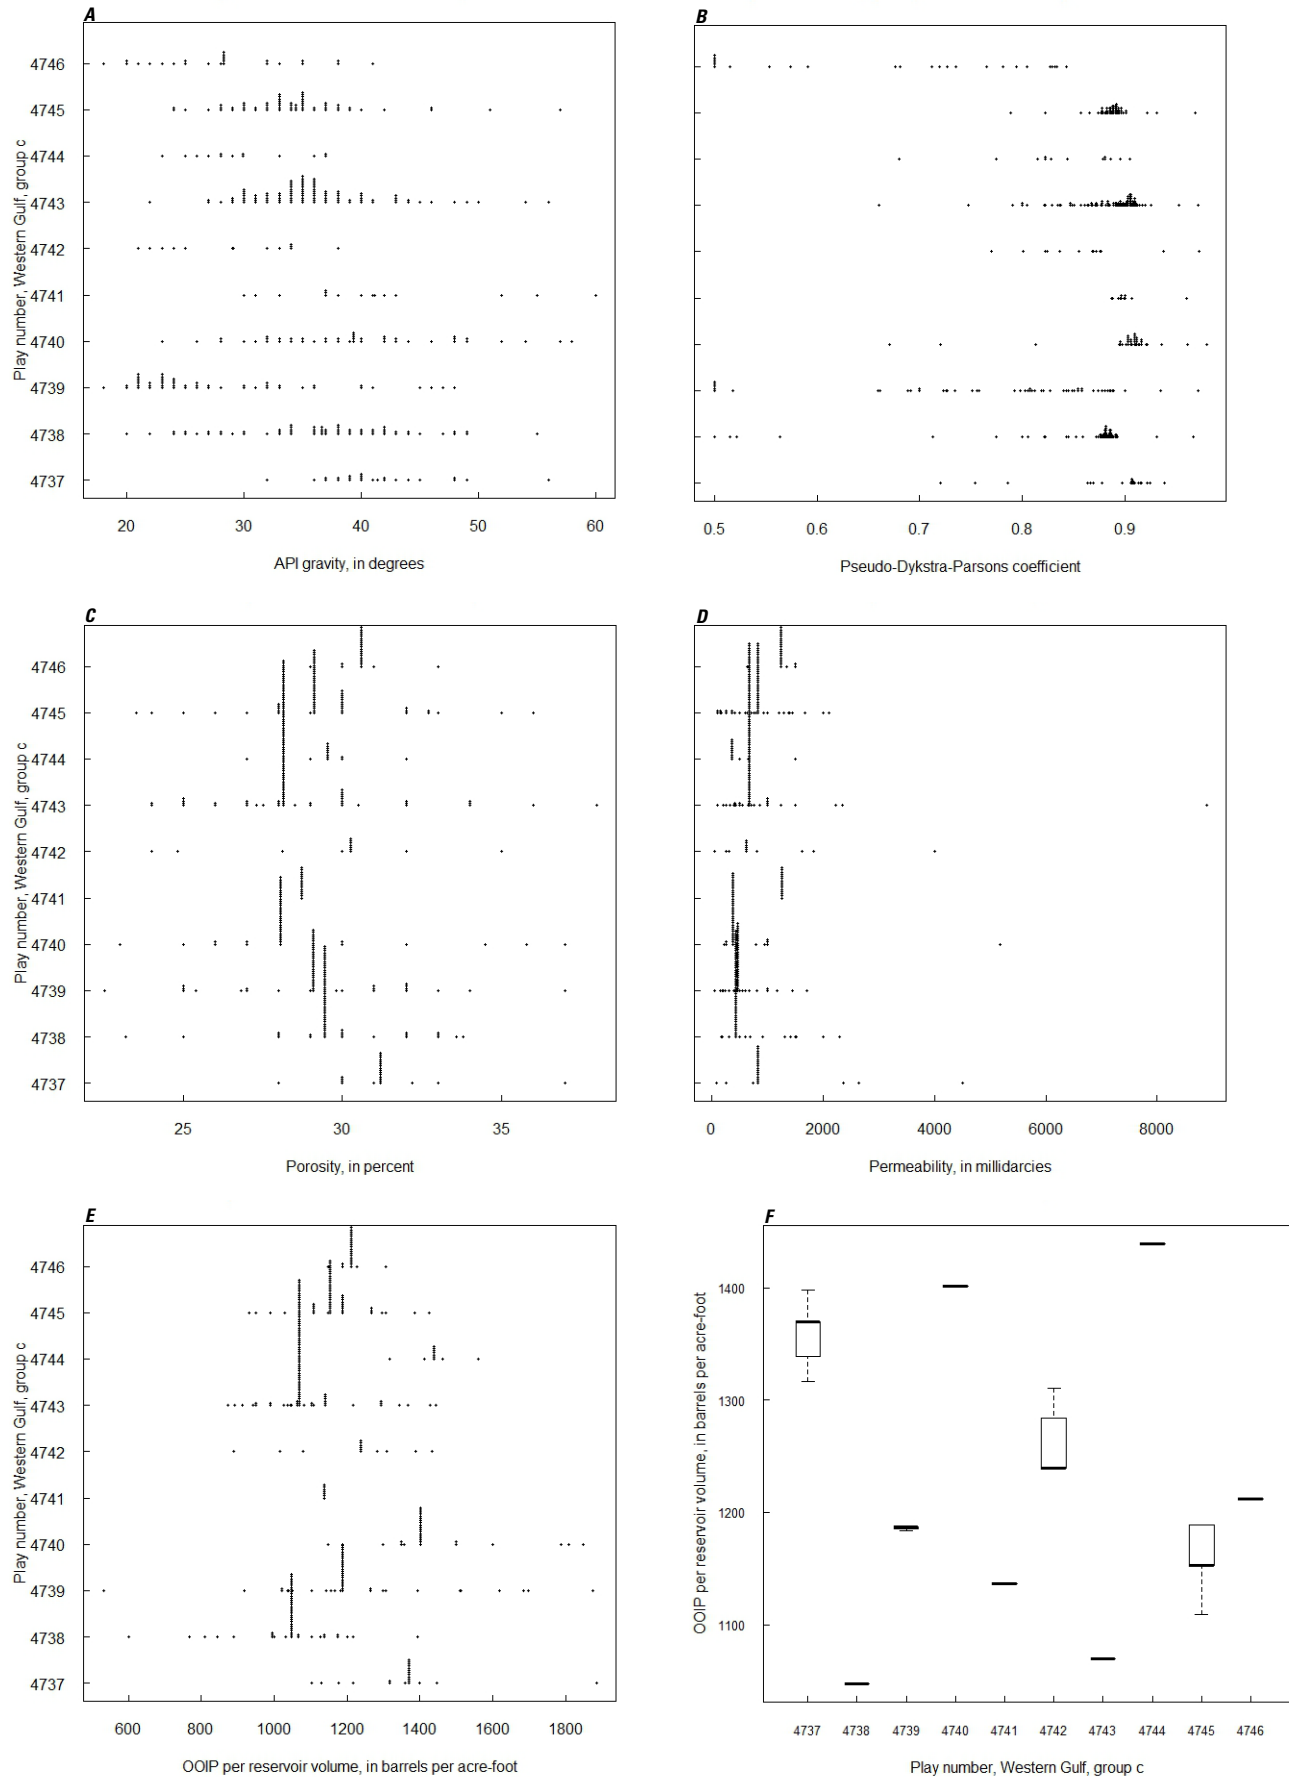 A
4746
4745
4744
4743
4742
4741
4740
4739
4738
4737
Play number, Western Gulf, group c
20 30 40 50 60
API gravity, in degrees
B
0.5 0.6 0.7 0.8 0.9
Pseudo-Dykstra-Parsons coefficient
C
4746
4745
4744
4743
4742
4741
4740
4739
4738
4737
Play number, Western Gulf, group c
25 30 35
Porosity, in percent
D
0 2000 4000 6000 8000
Permeability, in millidarcies
E
4746
4745
4744
4743
4742
4741
4740
4739
4738
4737
Play number, Western Gulf, group c
600 800 1000 1200 1400 1600 1800
OOIP per reservoir volume, in barrels per acre-foot
F
1400
1300
1200
1100
OOIP per reservoir volume, in barrels per acre-foot
4737 4738 4739 4740 4741 4742 4743 4744 4745 4746
Play number, Western Gulf, group c